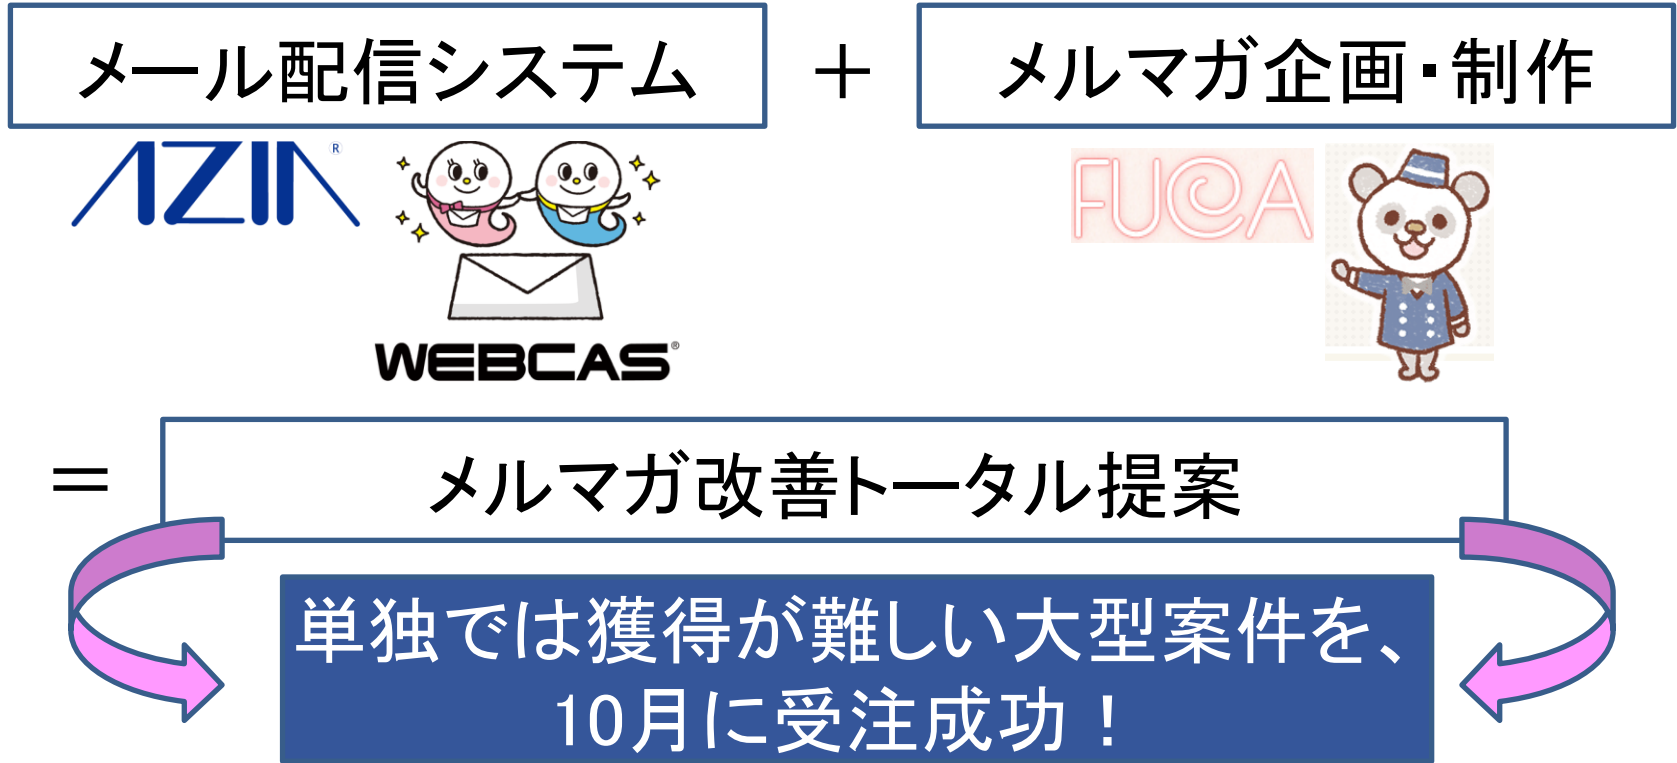 メール配信システム
＋
メルマガ企画・制作
AZIA®
FUCA
WEBCAS®
＝
メルマガ改善トータル提案
単独では獲得が難しい大型案件を、
10月に受注成功！